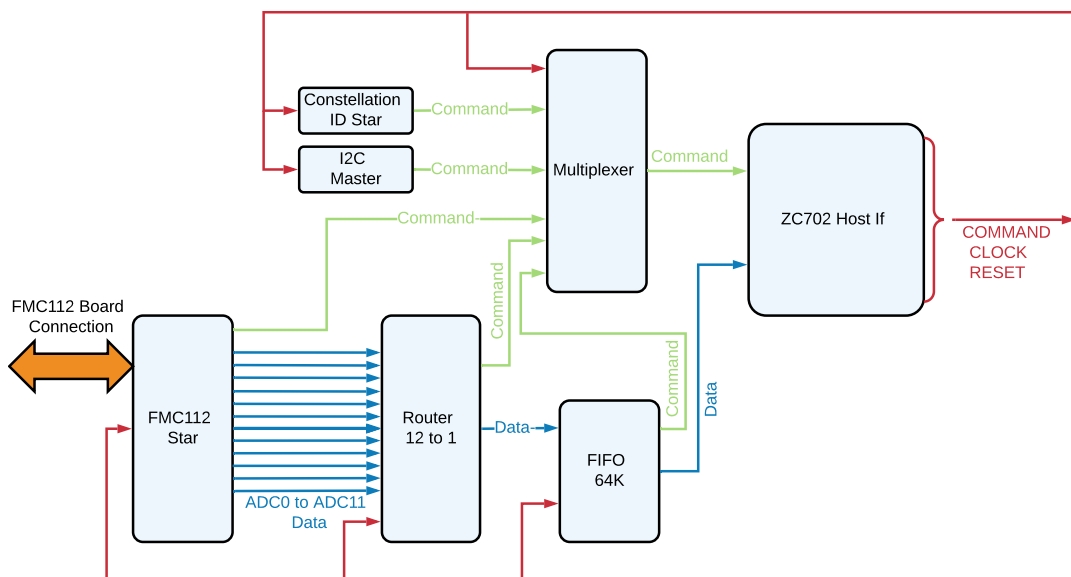 Constellation
ID Star
Command
I2C
Master
Command
Multiplexer
Command
ZC702 Host If
Command-
COMMAND
CLOCK
RESET
Command
FMC112 Board
Connection
FMC112
Star
Router
12 to 1
Data-
Command
Data
FIFO
64K
ADC0 to ADC11
Data